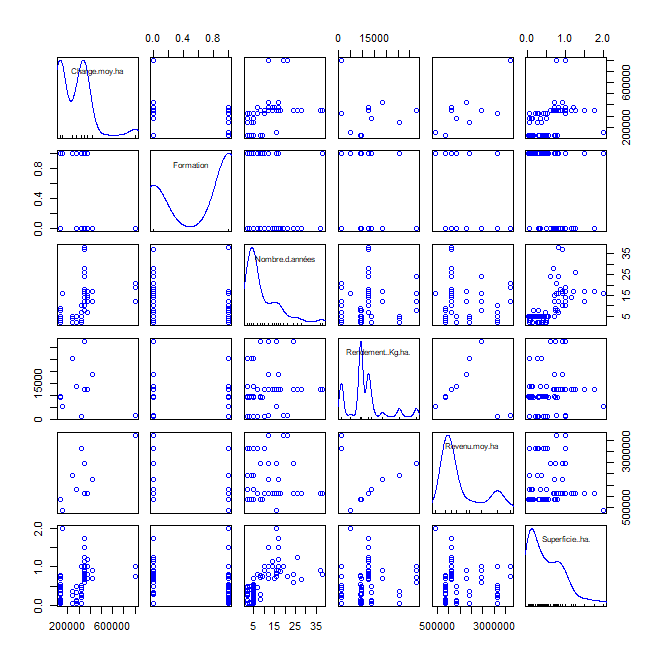 0.0 0.8 0 15000 0.0 1.0 2.0
Charge.moy.ha
200000 600000
0.0 0.4 0.8
Formation
Nombre.d.années
5 15 25 35
0 15000
Rendement..Kg.ha.
Revenu.moy.ha
500000 3000000
0.0 1.0 2.0
Superficie..ha.
200000 600000 5 15 25 35 500000 3000000